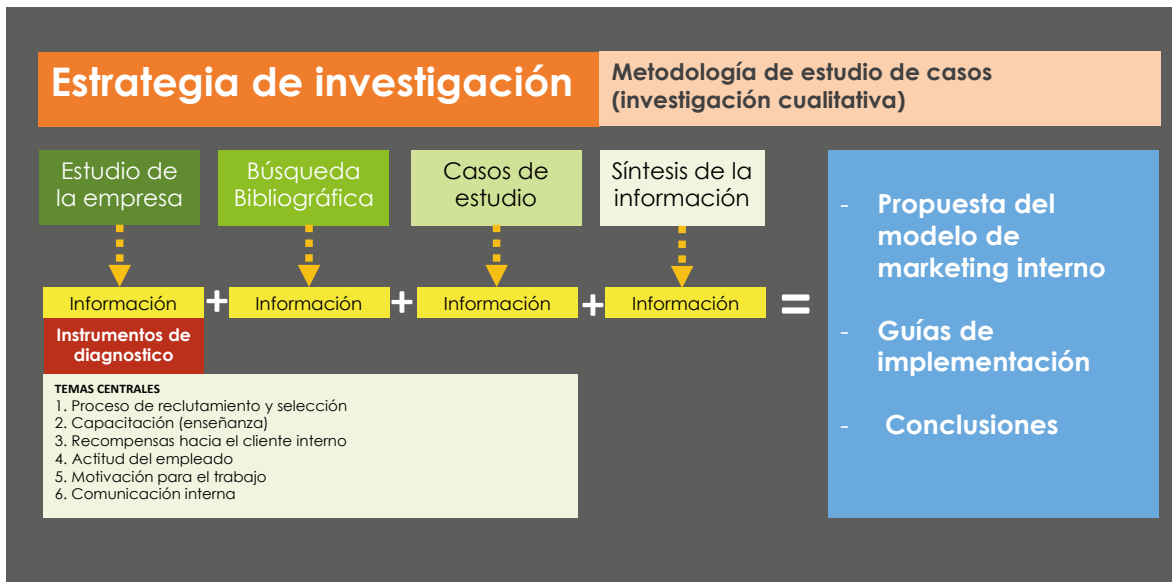 Estrategia de investigación
Metodología de estudio de casos
(investigación cualitativa)
Estudio de
la empresa
Búsqueda
Bibliográfica
Casos de
estudio
Síntesis de la
información
Información
+
Información
+
Información
+
Información
=
Instrumentos de
diagnostico
TEMAS CENTRALES
1. Proceso de reclutamiento y selección
2. Capacitación (enseñanza)
3. Recompensas hacia el cliente interno
4. Actitud del empleado
5. Motivación para el trabajo
6. Comunicación interna
- Propuesta del
modelo de
marketing interno
- Guías de
implementación
- Conclusiones